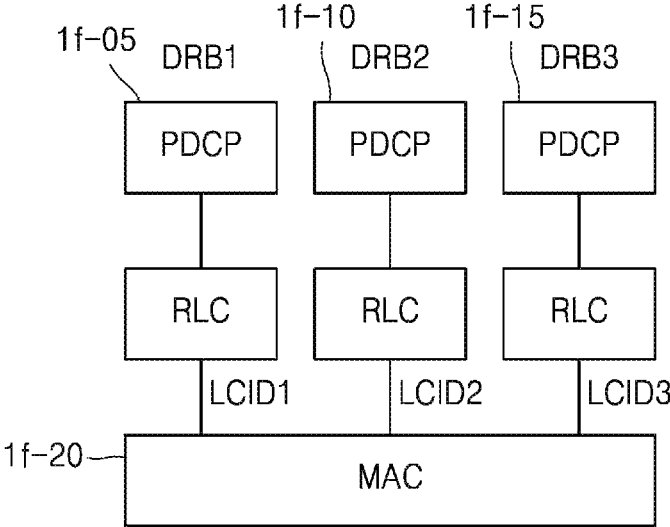 1f-05 DRB1 1f-10 DRB2 1f-15 DRB3
PDCP PDCP PDCP
RLC RLC RLC
LCID1 LCID2 LCID3
1f-20 MAC